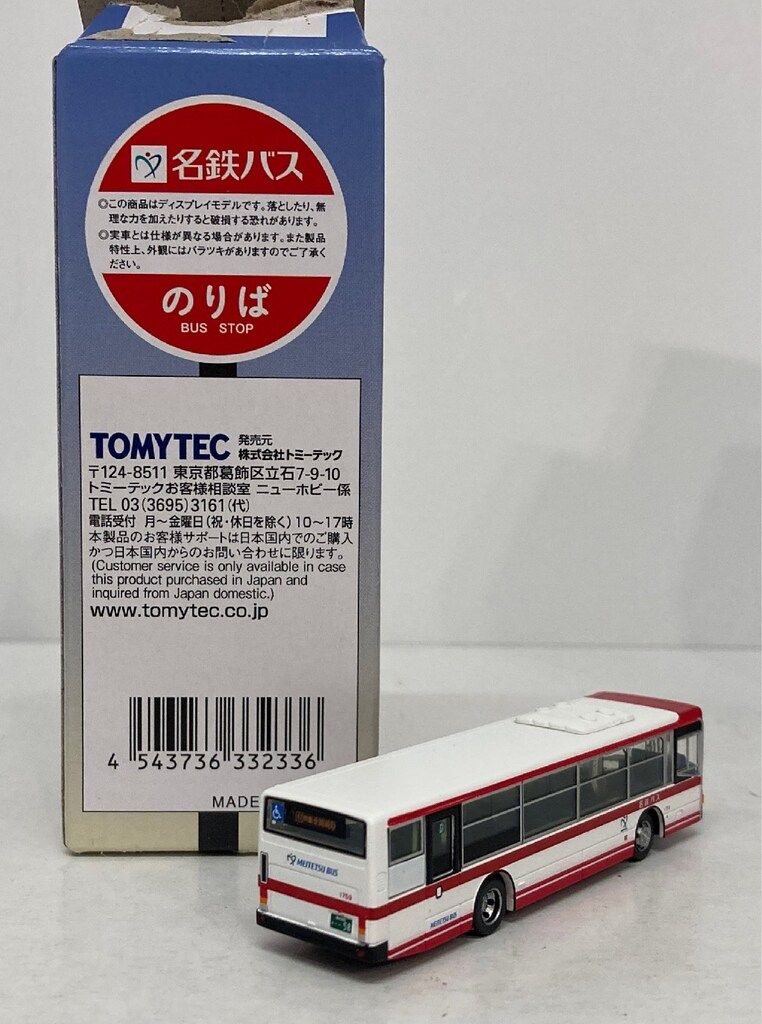 名鉄バス
◎この商品はディスプレイモデルです。落としたり、無
理な力を加えたりすると破損する恐れがあります。
◎実車とは仕様が異なる場合があります。また製品
特性上、外観にはバラツキがありますのでご了承く
ださい。
のりば
BUS STOP
TOMYTEC 発売元
株式会社トミーテック
〒124-8511 東京都葛飾区立石7-9-10
トミーテックお客様相談室 ニューホビー係
TEL 03(3695)3161(代)
電話受付 月〜金曜日(祝・休日を除く)10〜17時
本製品のお客様サポートは日本国内でのご購入
かつ日本国内からのお問い合わせに限ります。
(Customer service is only available in case
this product purchased in Japan and
inquired from Japan domestic.)
www.tomytec.co.jp
4 543736 332336
MADE
MEITETSU BUS
1759
98
MEITETSU BUS
名鉄バス